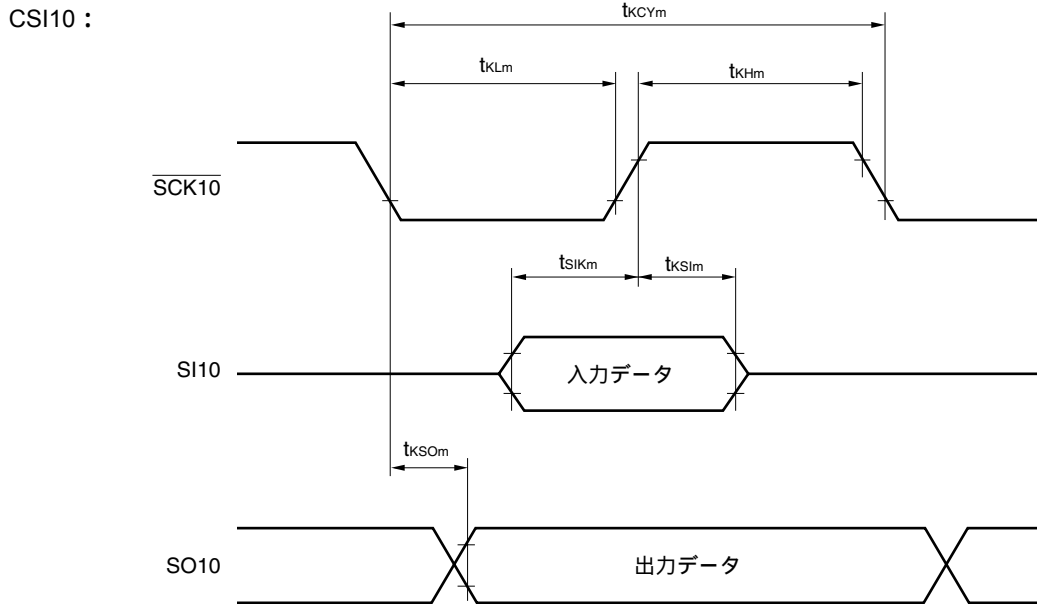 CSI10：
tKCYm
tKLm
tKHm
SCK10
tSIKm
tKSIm
SI10
入力データ
tKSOm
SO10
出力データ